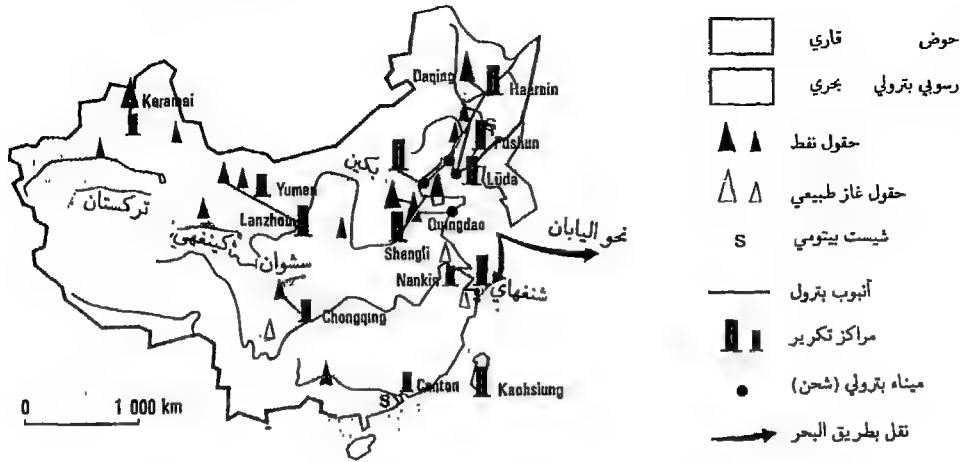 Daqing
Haerbin
Karamai
Fushun
S
بكين
Lüda
Yumen
تركستان
Lanzhou
Quingdao
كينغهي
Shengli
سشوان
Nankin
شنغهاي
نحو اليابان
Chongqing
Canton
S
Kaohsiung
0 1 000 km
حوض قاري
رسوبي بترولي بحري
حقول نفط
حقول غاز طبيعي
S شيست بيتومي
أنبوب بترول
مراكز تكرير
ميناء بترولي (شحن)
نقل بطريق البحر